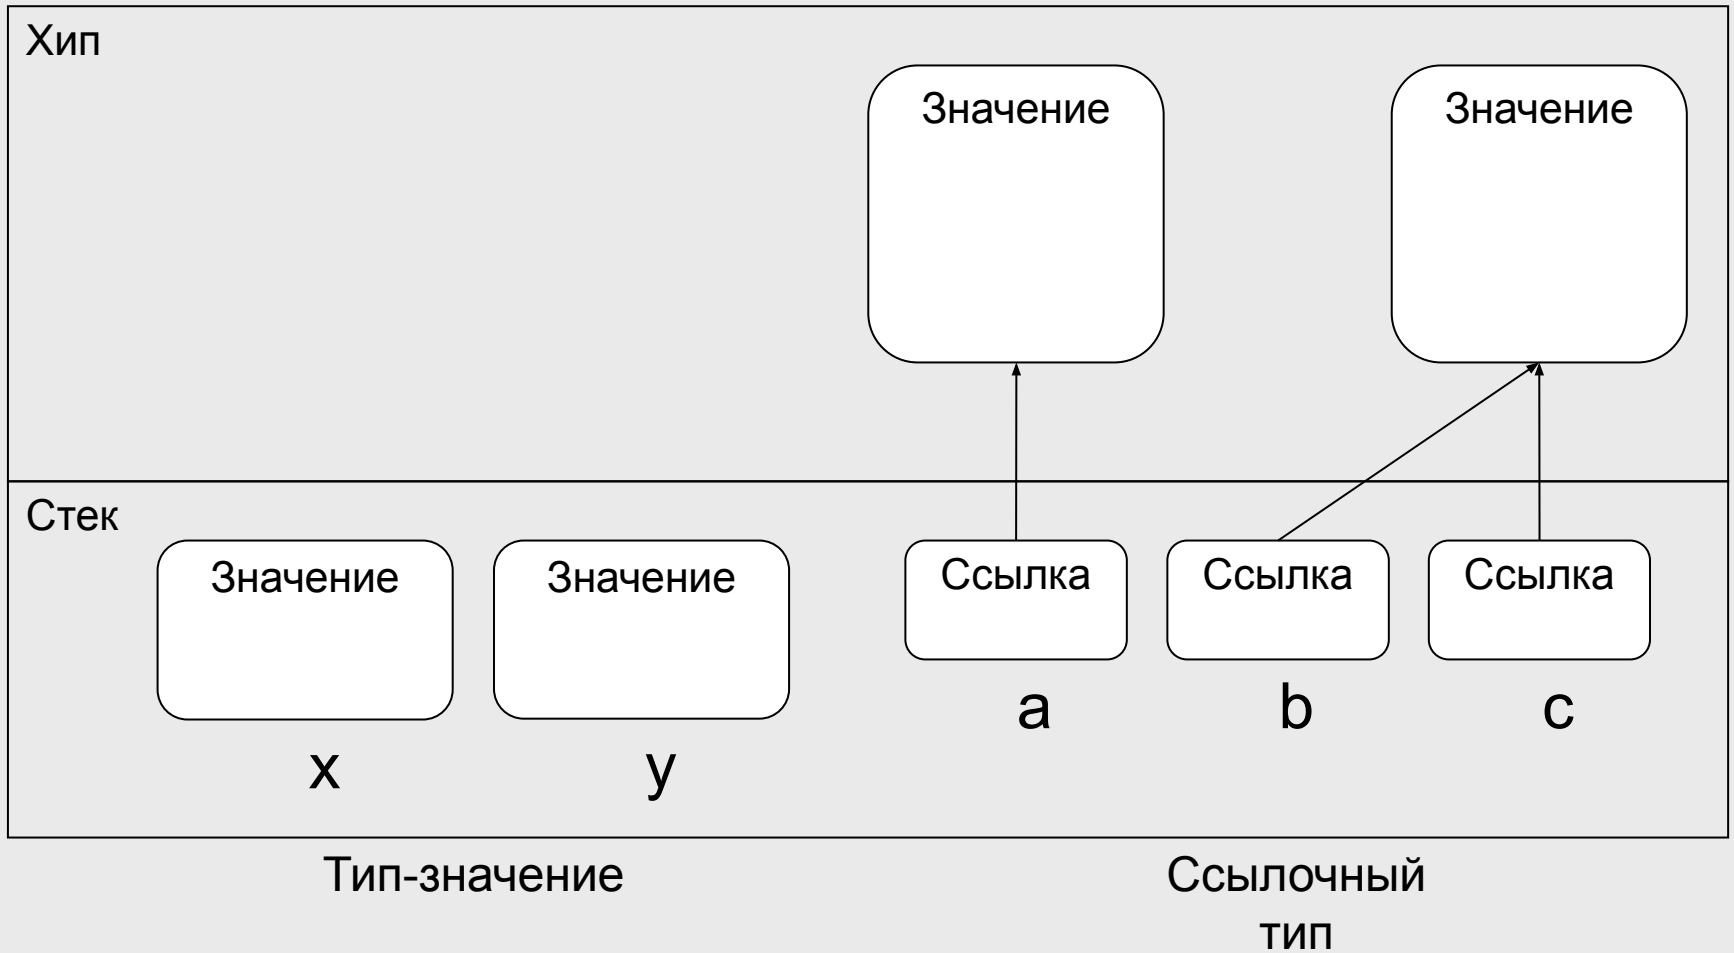 Хип
Значение Значение
Стек
Значение Значение Ссылка Ссылка Ссылка
a b c
x y
Тип-значение Ссылочный
тип